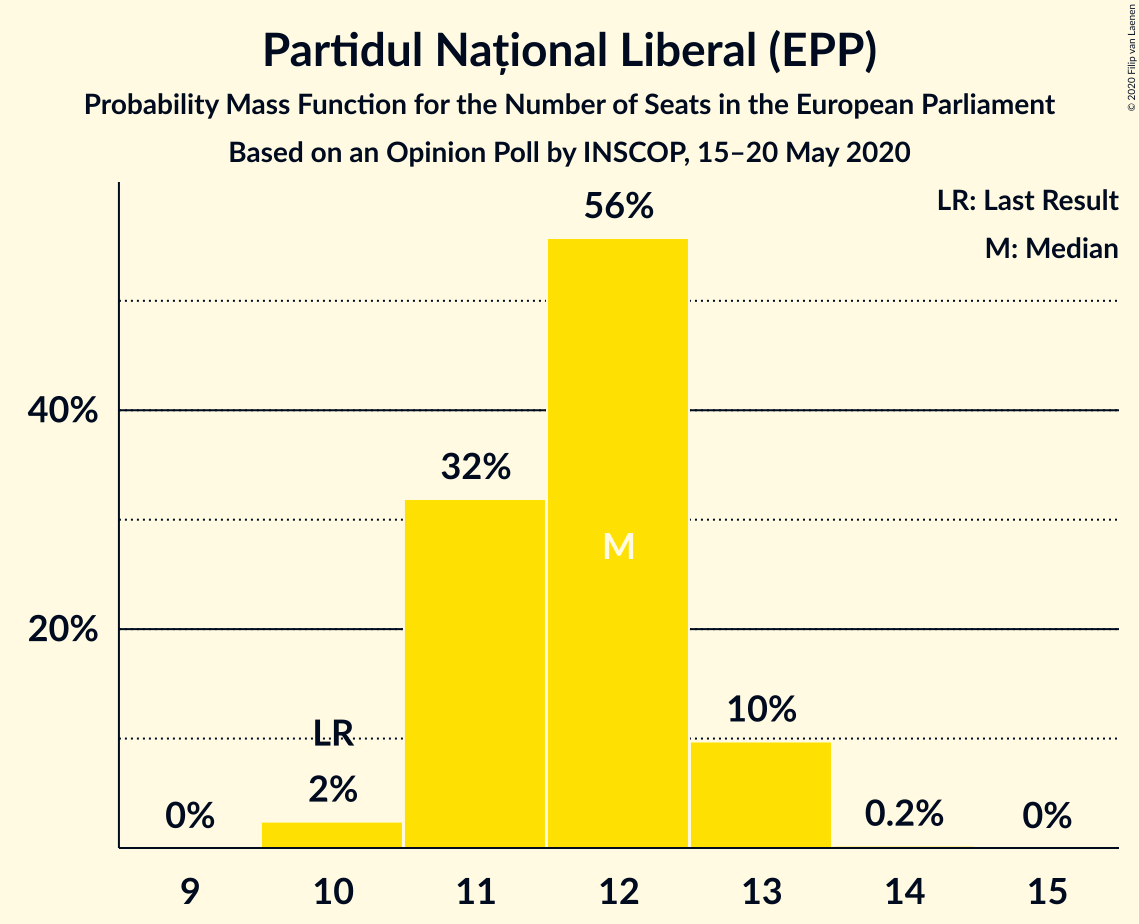 Partidul Național Liberal (EPP)
Probability Mass Function for the Number of Seats in the European Parliament
Based on an Opinion Poll by INSCOP, 15–20 May 2020
© 2020 Filip van Laenen
LR: Last Result
M: Median
56%
40%
32%
M
20%
10%
LR
2%
0%
0.2%
0%
9 10 11 12 13 14 15